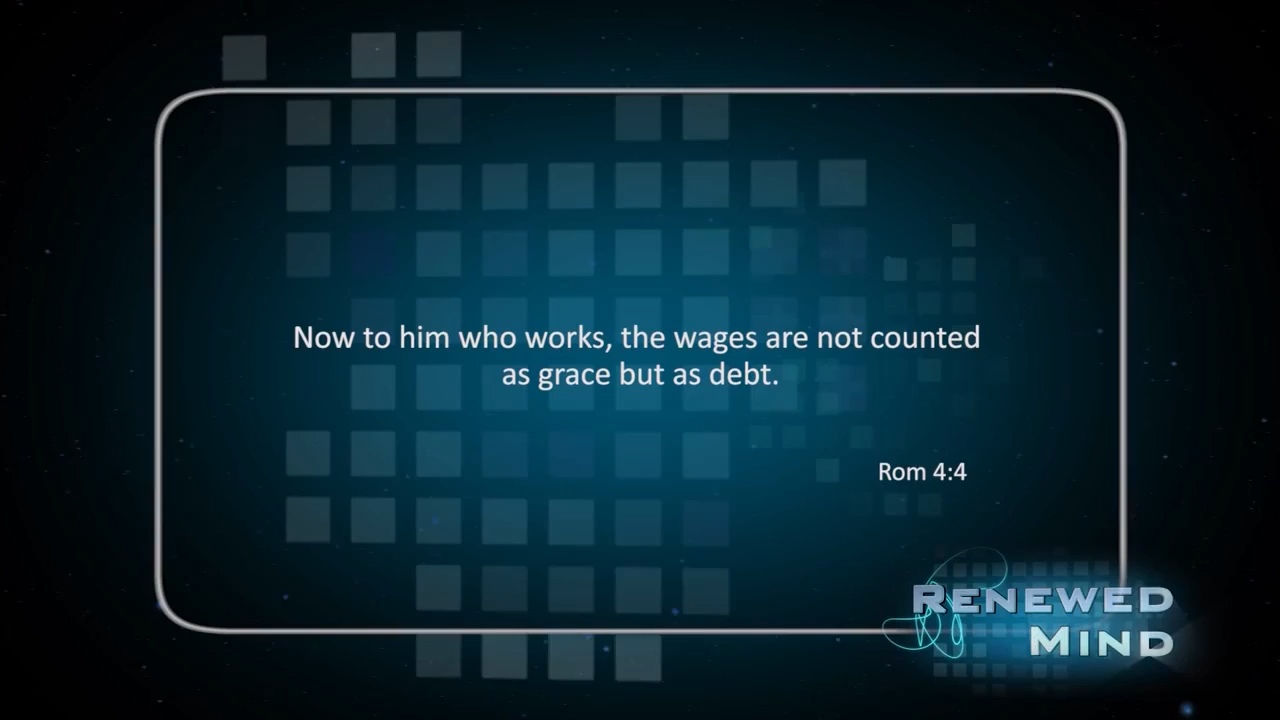 Now to him who works, the wages are not counted
as grace but as debt.
Rom 4:4
RENEWED
MIND